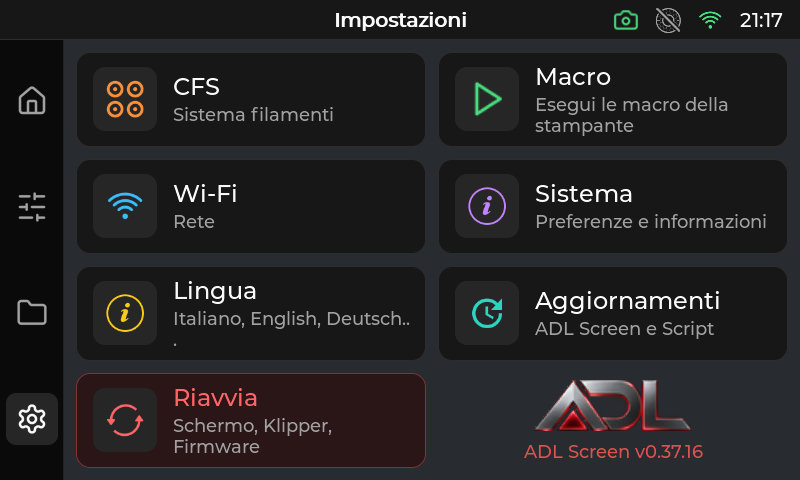 Impostazioni
21:17
CFS
Sistema filamenti
Macro
Esegui le macro della
stampante
Wi-Fi
Rete
Sistema
Preferenze e informazioni
Lingua
Italiano, English, Deutsch..
.
Aggiornamenti
ADL Screen e Script
Riavvia
Schermo, Klipper,
Firmware
ADL
ADL Screen v0.37.16